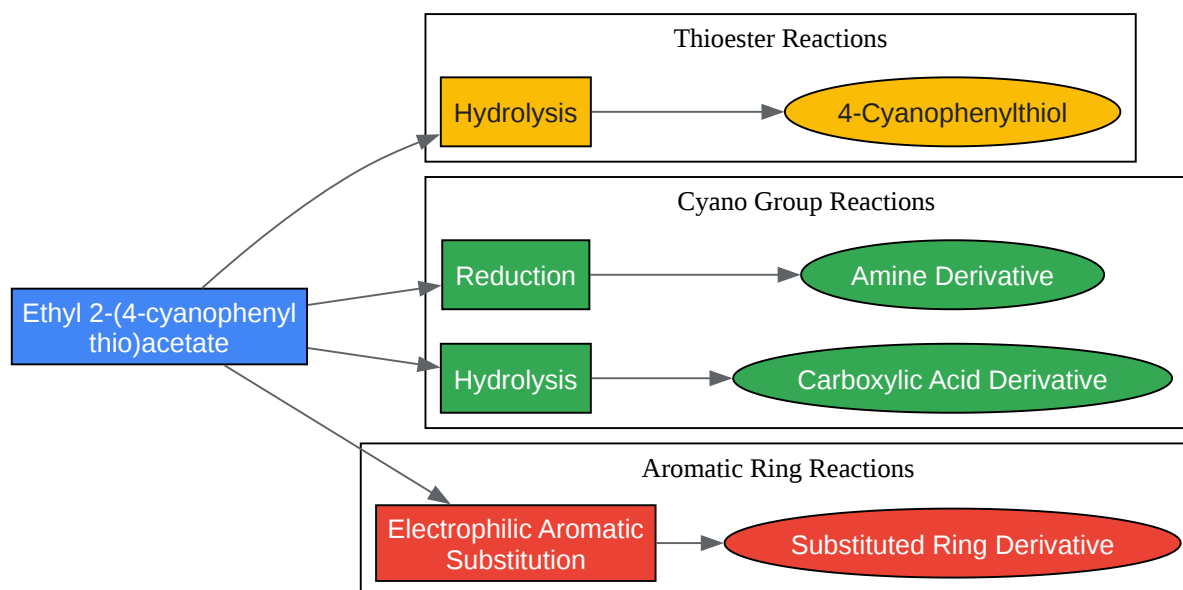 Thioester Reactions
Hydrolysis
4-Cyanophenylthiol
Cyano Group Reactions
Reduction
Amine Derivative
Ethyl 2-(4-cyanophenyl
thio)acetate
Hydrolysis
Carboxylic Acid Derivative
Aromatic Ring Reactions
Electrophilic Aromatic
Substitution
Substituted Ring Derivative